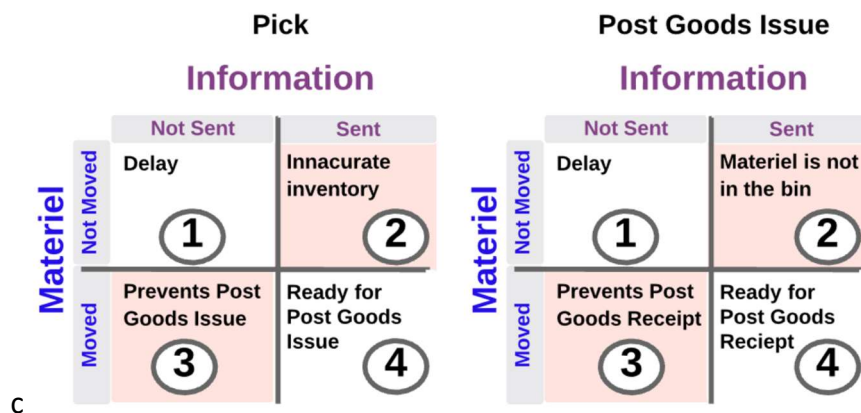 Pick
Information
Not Sent
Sent
Materiel
Not Moved
Moved
Delay
1
Innacurate
inventory
2
Prevents Post
Goods Issue
3
Ready for
Post Goods
Issue
4
Post Goods Issue
Information
Not Sent
Sent
Materiel
Not Moved
Moved
Delay
1
Materiel is not
in the bin
2
Prevents Post
Goods Receipt
3
Ready for
Post Goods
Reciept
4
c